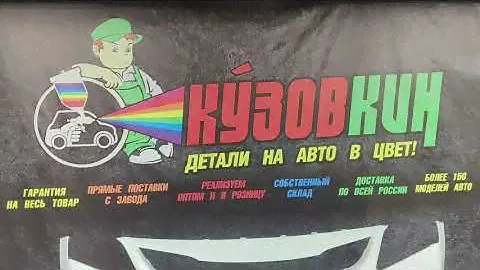 КУЗОВКИН
ДЕТАЛИ НА АВТО В ЦВЕТ!
ГАРАНТИЯ
НА ВЕСЬ ТОВАР
ПРЯМЫЕ ПОСТАВКИ
С ЗАВОДА
РЕАЛИЗУЕМ
ОПТОМ И В РОЗНИЦУ
СОБСТВЕННЫЙ
СКЛАД
ДОСТАВКА
ПО ВСЕЙ РОССИИ
БОЛЕЕ 150
МОДЕЛЕЙ АВТО